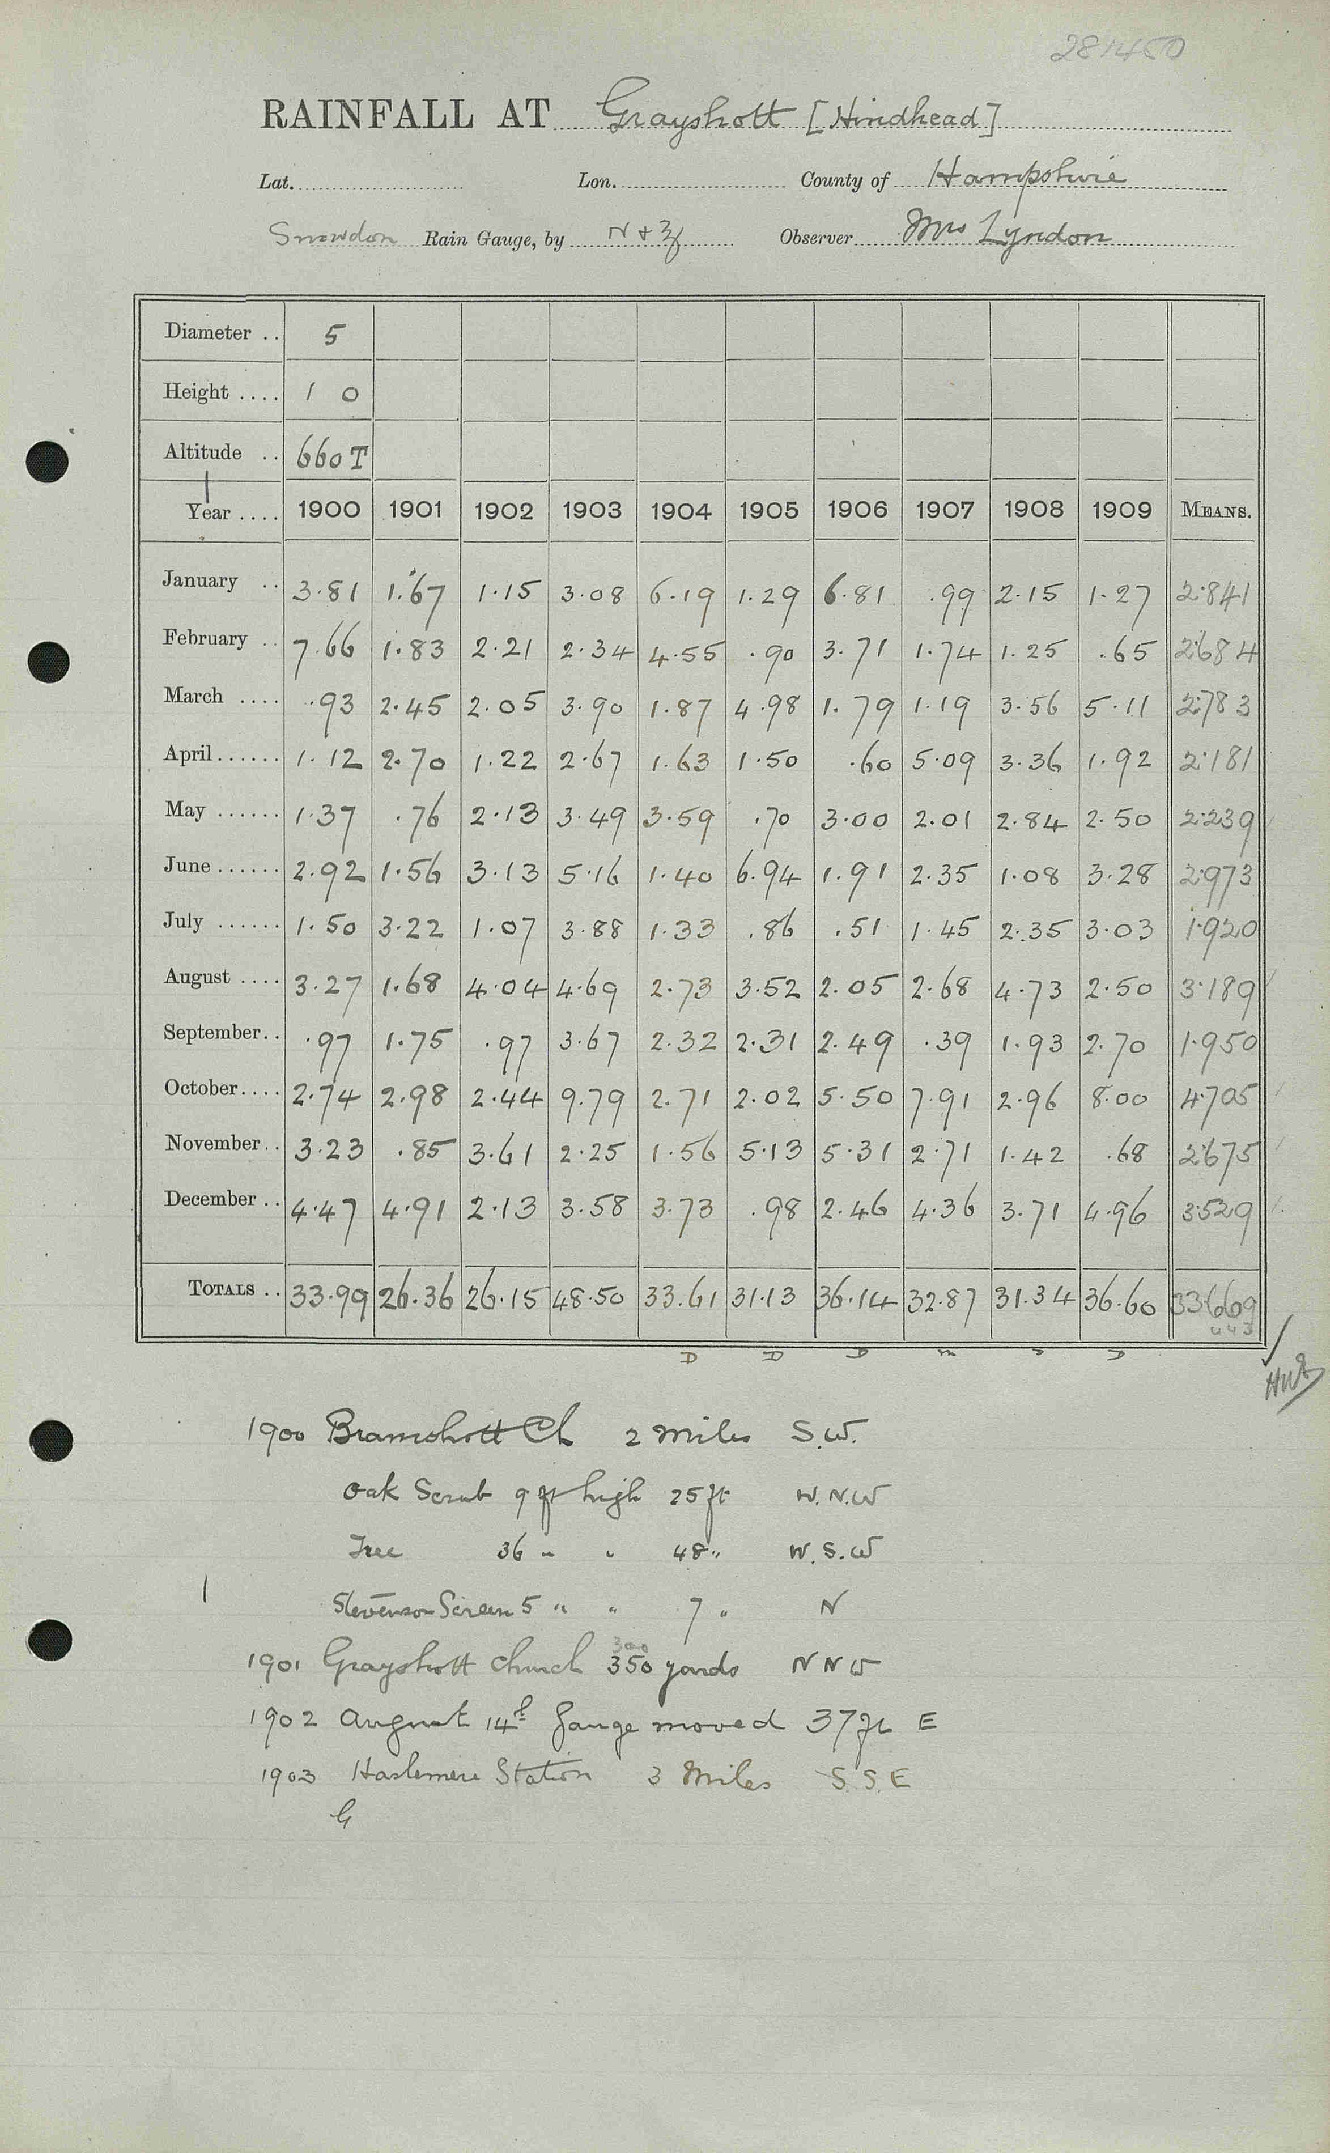 281450
RAINFALL AT Grayshott [Hindhead]
Lat. Lon. County of Hampshire
Snowdon Rain Gauge, by N + Z Observer Mrs Lyndon
Diameter .. 5
Height .... 1 0
Altitude .. 660 T
Year .... 1900 1901 1902 1903 1904 1905 1906 1907 1908 1909 MEANS.
January .. 3.81 1.67 1.15 3.08 6.19 1.29 6.81 .99 2.15 1.27 2.841
February .. 7.66 1.83 2.21 2.34 4.55 .90 3.71 1.74 1.25 .65 2.684
March .... .93 2.45 2.05 3.90 1.87 4.98 1.79 1.19 3.56 5.11 2.783
April ...... 1.12 2.70 1.22 2.67 1.63 1.50 .60 5.09 3.36 1.92 2.181
May ...... 1.37 .76 2.13 3.49 3.59 .70 3.00 2.01 2.84 2.50 2.239
June ...... 2.92 1.56 3.13 5.16 1.40 6.94 1.91 2.35 1.08 3.28 2.973
July ...... 1.50 3.22 1.07 3.88 1.33 .86 .51 1.45 2.35 3.03 1.920
August .... 3.27 1.68 4.04 4.69 2.73 3.52 2.05 2.68 4.73 2.50 3.189
September.. .97 1.75 .97 3.67 2.32 2.31 2.49 .39 1.93 2.70 1.950
October.... 2.74 2.98 2.44 9.79 2.71 2.02 5.50 7.91 2.96 8.00 4.705
November.. 3.23 .85 3.61 2.25 1.56 5.13 5.31 2.71 1.42 .68 2.675
December .. 4.47 4.91 2.13 3.58 3.73 .98 2.46 4.36 3.71 4.96 3.529
TOTALS .. 33.99 26.36 26.15 48.50 33.61 31.13 36.14 32.87 31.34 36.60 33.669
D D D m s D
1900 Bramshott Ch 2 Miles S.W.
Oak Scrub 9 ft high 25 ft W.N.W
Tree 36 " " 48 " W.S.W
Stevenson Screen 5 " " 7 " N
300
1901 Grayshott Church 350 yards N N W
1902 August 14th Gauge moved 37 ft E
1903 Haslemere Station 3 Miles S.S.E
G